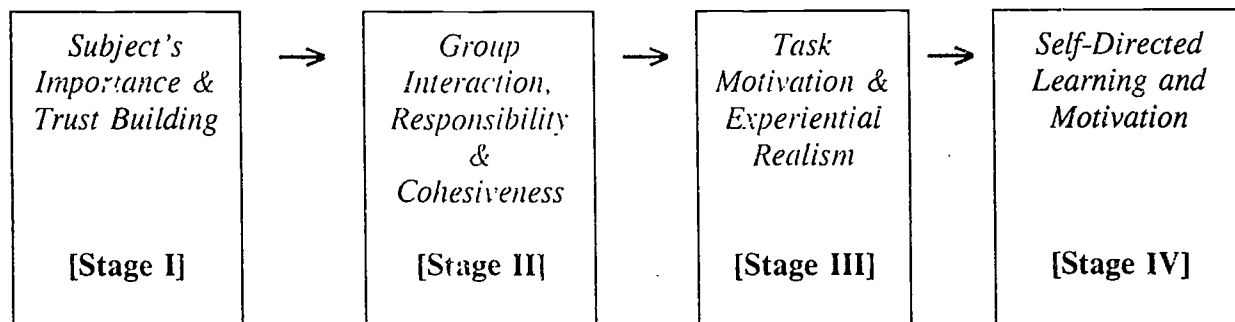 Subject's
Importance &
Trust Building
[Stage I]
→
Group
Interaction,
Responsibility
&
Cohesiveness
[Stage II]
→
Task
Motivation &
Experiential
Realism
[Stage III]
→
Self-Directed
Learning and
Motivation
[Stage IV]